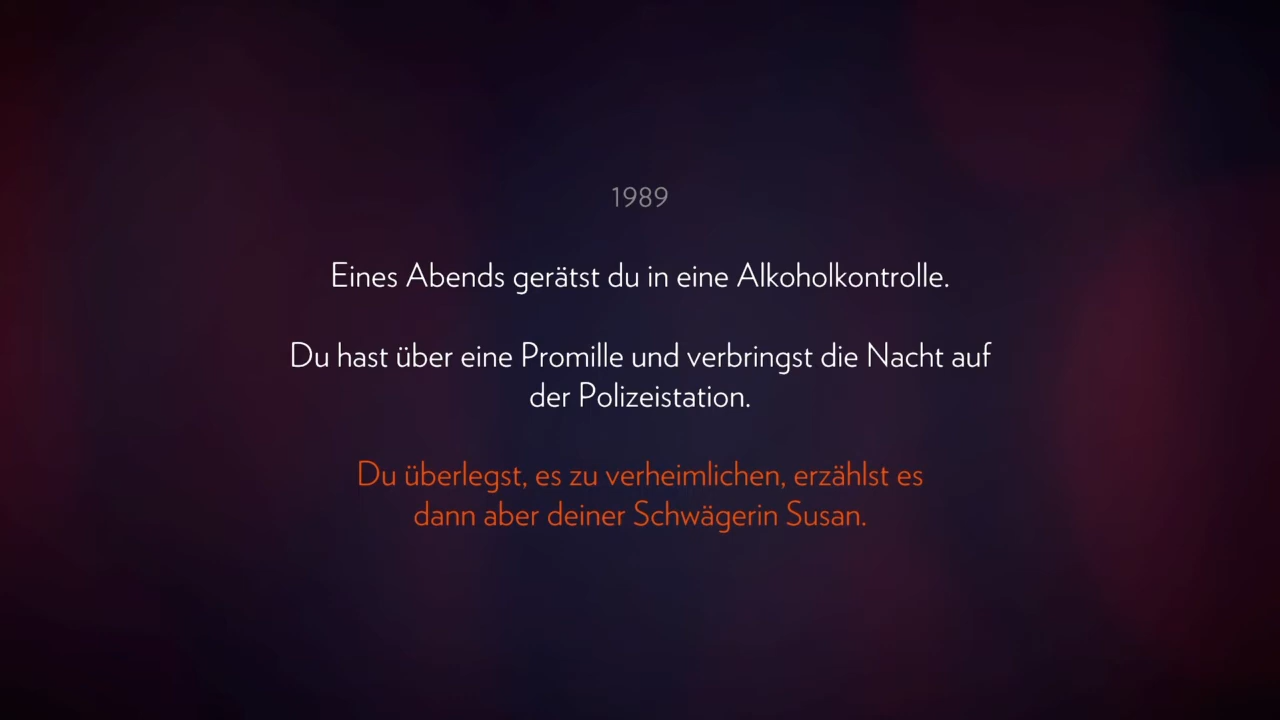 1989
Eines Abends gerätst du in eine Alkoholkontrolle.
Du hast über eine Promille und verbringst die Nacht auf
der Polizeistation.
Du überlegst, es zu verheimlichen, erzählst es
dann aber deiner Schwägerin Susan.